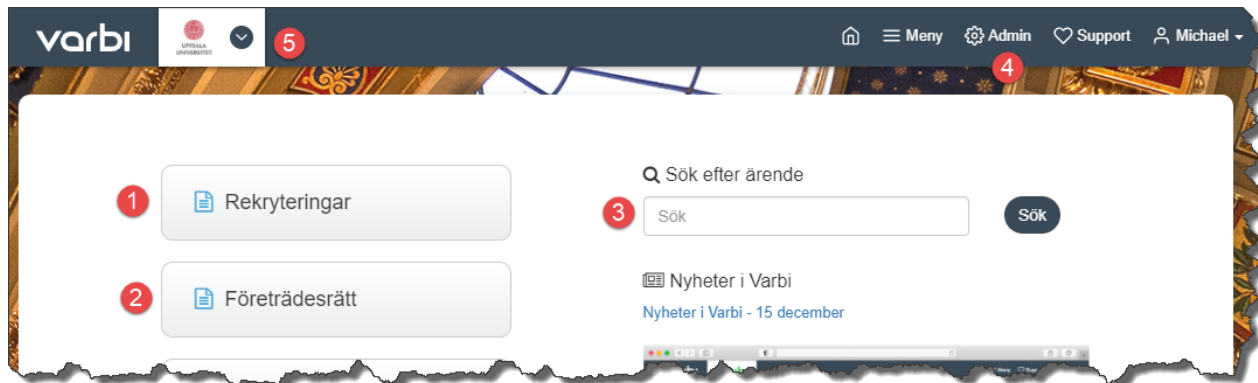 varbi
UPPSALA
UNIVERSITET
5
Meny
Admin
Support
Michael
4
1
Rekryteringar
Sök efter ärende
3
Sök
Sök
2
Företrädesrätt
Nyheter i Varbi
Nyheter i Varbi - 15 december